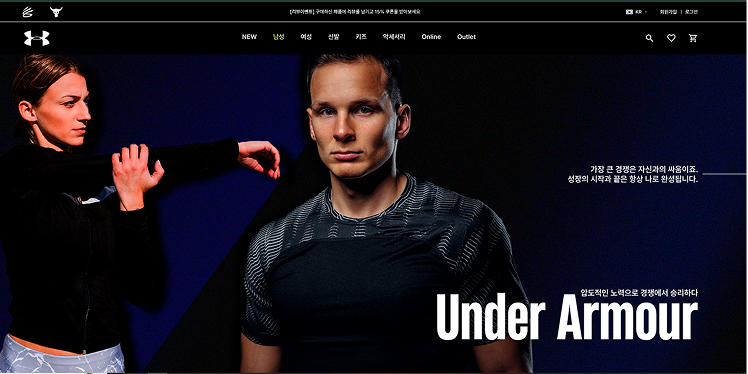 [리뷰이벤트] 구매하신 제품에 리뷰를 남기고 15% 쿠폰을 받아보세요
KR
회원가입 | 로그인
NEW 남성 여성 신발 키즈 악세서리 Online Outlet
가장 큰 경쟁은 자신과의 싸움이죠.
성장의 시작과 끝은 항상 나로 완성됩니다.
압도적인 노력으로 경쟁에서 승리하다
Under Armour